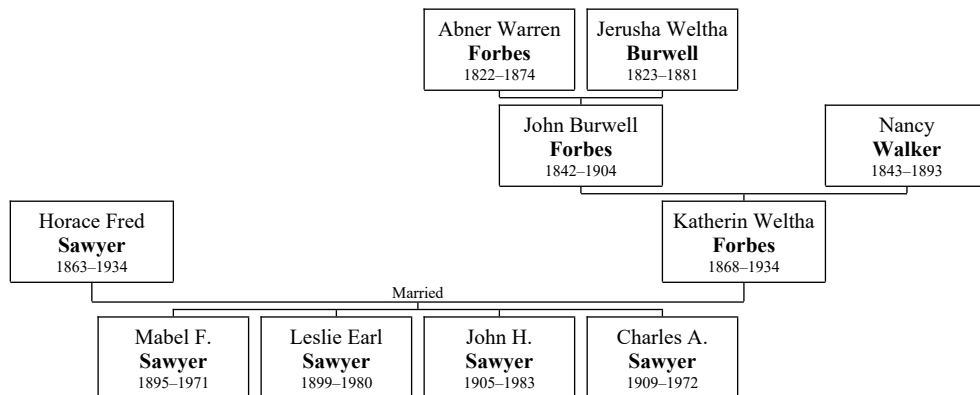 Abner Warren
Forbes
1822–1874
Jerusha Weltha
Burwell
1823–1881
John Burwell
Forbes
1842–1904
Nancy
Walker
1843–1893
Horace Fred
Sawyer
1863–1934
Katherin Weltha
Forbes
1868–1934
Married
Mabel F.
Sawyer
1895–1971
Leslie Earl
Sawyer
1899–1980
John H.
Sawyer
1905–1983
Charles A.
Sawyer
1909–1972